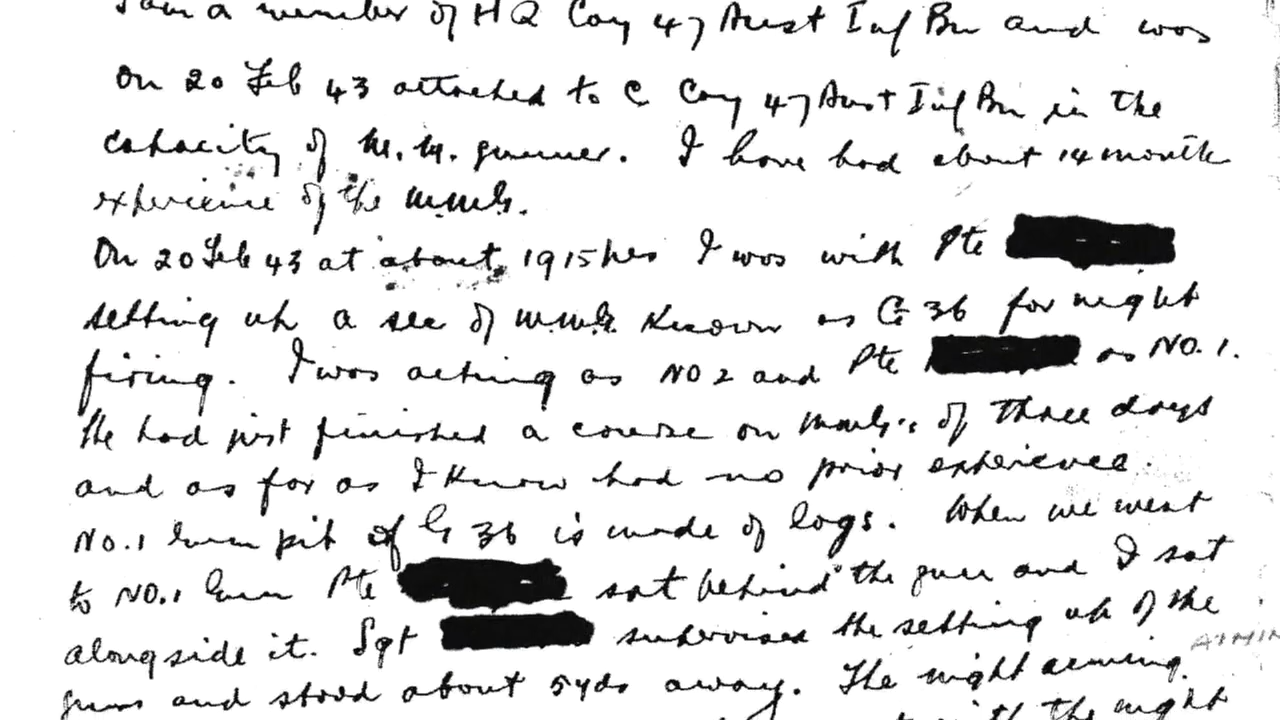 I am a member of HQ Coy 47 Aust Inf Bn and was
On 20 Feb 43 attached to C Coy 47 Aust Inf Bn in the
capacity of M.M. gunner. I have had about 14 month
experience of the M.M.G.
On 20 Feb 43 at about 1915 hrs I was with Pte
setting up a sec of M.M.G. known as G 36 for night
firing. I was acting as NO 2 and Pte as NO. 1.
He had just finished a course on MMG's of three days
and as far as I know had no prior experience.
NO. 1 Gun pit of G 36 is made of logs. When we went
to NO. 1 Gun Pte sat behind the gun and I sat
alongside it. Sgt supervised the setting up of the
guns and stood about 5 yds away. The night aiming
with the night